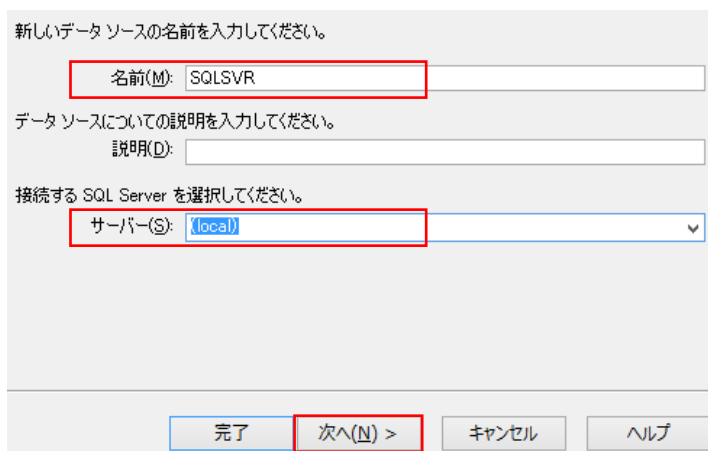 新しいデータ ソースの名前を入力してください。
名前(M): SQLSVR
データ ソースについての説明を入力してください。
説明(D):
接続する SQL Server を選択してください。
サーバー(S): (local)
完了 次へ(N) > キャンセル ヘルプ